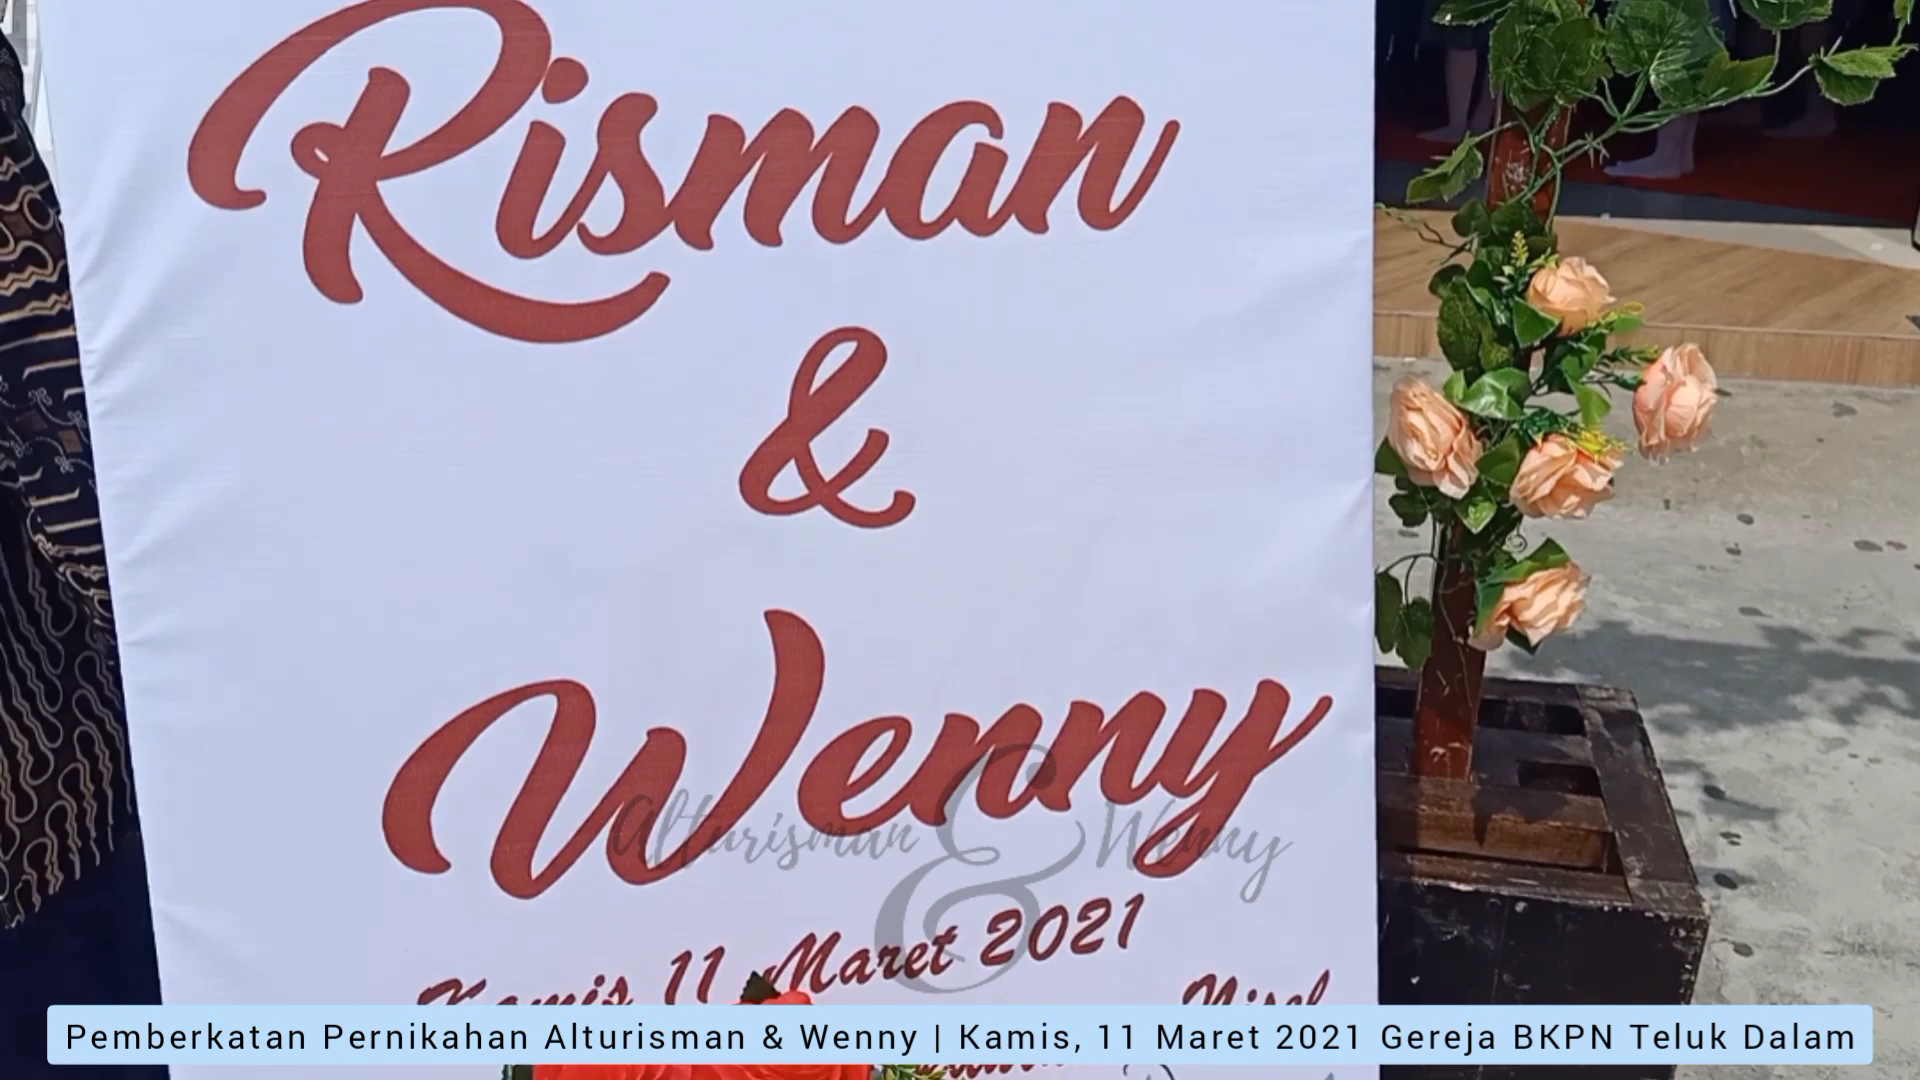 Risman
&
Wenny
Alturisman & Wenny
Kamis 11 Maret 2021
Nisel
Pemberkatan Pernikahan Alturisman & Wenny | Kamis, 11 Maret 2021 Gereja BKPN Teluk Dalam